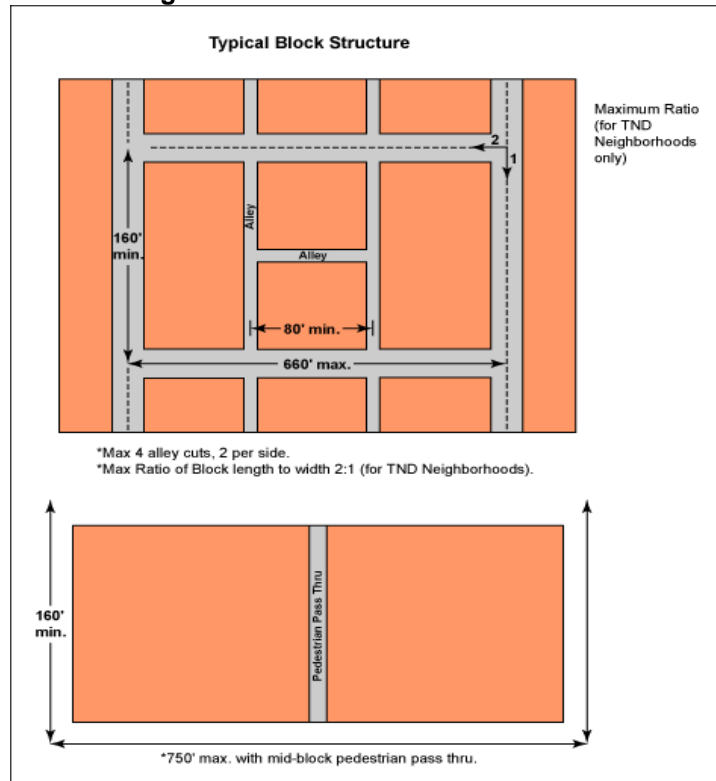 Typical Block Structure
Maximum Ratio
(for TND
Neighborhoods
only)
2
1
Alley
160'
min.
Alley
80' min.
660' max.
*Max 4 alley cuts, 2 per side.
*Max Ratio of Block length to width 2:1 (for TND Neighborhoods).
Pedestrian Pass Thru
160'
min.
*750' max. with mid-block pedestrian pass thru.